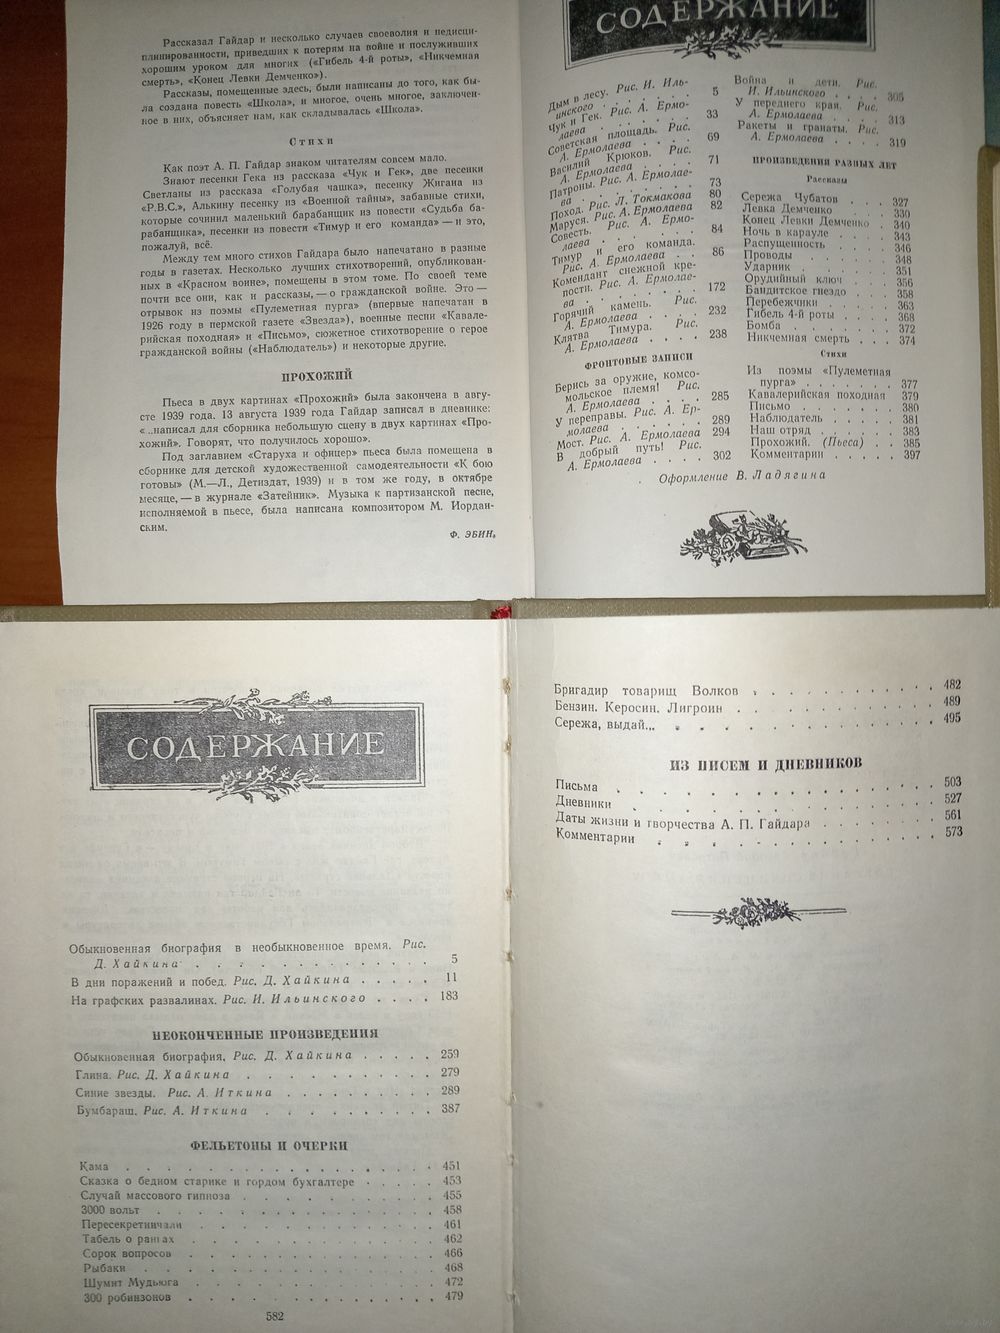 Рассказал Гайдар и несколько случаев своеволия и недисци-
плинированности, приведших к потерям на войне и послуживших
хорошим уроком для многих («Гибель 4-й роты», «Никчемная
смерть», «Конец Левки Демченко»).
Рассказы, помещенные здесь, были написаны до того, как бы-
ла создана повесть «Школа», и многое, очень многое, заключен-
ное в них, объясняет нам, как складывалась «Школа».
Стихи
Как поэт А. П. Гайдар знаком читателям совсем мало.
Знают песенки Гека из рассказа «Чук и Гек», две песенки
Светланы из рассказа «Голубая чашка», песенку Жигана из
«Р.В.С.», Алькину песенку из «Военной тайны», забавные стихи,
которые сочинил маленький барабанщик из повести «Судьба ба-
рабанщика», песенки из повести «Тимур и его команда» — и это,
пожалуй, всё.
Между тем много стихов Гайдара было напечатано в разные
годы в газетах. Несколько лучших стихотворений, опубликован-
ных в «Красном воине», помещены в этом томе. По своей теме
почти все они, как и рассказы, — о гражданской войне. Это —
отрывок из поэмы «Пулеметная пурга» (впервые напечатан в
1926 году в пермской газете «Звезда»), военные песни «Кавале-
рийская походная» и «Письмо», сюжетное стихотворение о герое
гражданской войны («Наблюдатель») и некоторые другие.
ПРОХОЖИЙ
Пьеса в двух картинах «Прохожий» была закончена в авгу-
сте 1939 года. 13 августа 1939 года Гайдар записал в дневнике:
«...написал для сборника небольшую сцену в двух картинах «Про-
хожий». Говорят, что получилось хорошо».
Под заглавием «Старуха и офицер» пьеса была помещена в
сборнике для детской художественной самодеятельности «К бою
готовы» (М.—Л., Детиздат, 1939) и в том же году, в октябре
месяце, — в журнале «Затейник». Музыка к партизанской песне,
исполняемой в пьесе, была написана композитором М. Иордан-
ским.
Ф. ЭБИН.
СОДЕРЖАНИЕ
Дым в лесу. Рис. И. Иль-
инского . . . . . . 5
Чук и Гек. Рис. А. Ермо-
лаева . . . . . . 33
Советская площадь. Рис.
А. Ермолаева . . . . 69
Василий Крюков. Рис.
А. Ермолаева . . . . 71
Патроны. Рис. А. Ермолае-
ва . . . . . . . 73
Поход. Рис. Л. Токмакова 80
Маруся. Рис. А. Ермолаева 82
Совесть. Рис. А. Ермо-
лаева . . . . . . 84
Тимур и его команда.
Рис. А. Ермолаева . . 86
Комендант снежной кре-
пости. Рис. А. Ермолае-
ва . . . . . . . 172
Горячий камень. Рис.
А. Ермолаева . . . . 232
Клятва Тимура. Рис.
А. Ермолаева . . . . 238
ФРОНТОВЫЕ ЗАПИСИ
Берись за оружие, комсо-
мольское племя! Рис.
А. Ермолаева . . . . 285
У переправы. Рис. А. Ер-
молаева . . . . . . 289
Мост. Рис. А. Ермолаева 294
В добрый путь! Рис.
А. Ермолаева . . . . 302
Война и дети. Рис.
И. Ильинского . . . . 305
У переднего края. Рис.
А. Ермолаева . . . . 313
Ракеты и гранаты. Рис.
А. Ермолаева . . . . 319
ПРОИЗВЕДЕНИЯ РАЗНЫХ ЛЕТ
Рассказы
Сережа Чубатов . . . 327
Левка Демченко . . . 330
Конец Левки Демченко . 340
Ночь в карауле . . . . 343
Распущенность . . . . 346
Проводы . . . . . . 348
Ударник . . . . . . 351
Орудийный ключ . . . 356
Бандитское гнездо . . . 358
Перебежчики . . . . 363
Гибель 4-й роты . . . . 368
Бомба . . . . . . . 372
Никчемная смерть . . . 374
Стихи
Из поэмы «Пулеметная
пурга» . . . . . . . 377
Кавалерийская походная 379
Письмо . . . . . . 380
Наблюдатель . . . . 381
Наш отряд . . . . . 383
Прохожий. (Пьеса) . . 385
Комментарии . . . . 397
Оформление В. Ладягина
СОДЕРЖАНИЕ
Обыкновенная биография в необыкновенное время. Рис.
Д. Хайкина . . . . . . . . . . . . . 5
В дни поражений и побед. Рис. Д. Хайкина . . . . . 11
На графских развалинах. Рис. И. Ильинского . . . . 183
НЕОКОНЧЕННЫЕ ПРОИЗВЕДЕНИЯ
Обыкновенная биография. Рис. Д. Хайкина . . . . . 259
Глина. Рис. Д. Хайкина . . . . . . . . . . 279
Синие звезды. Рис. А. Иткина . . . . . . . . 289
Бумбараш. Рис. А. Иткина . . . . . . . . . 387
ФЕЛЬЕТОНЫ И ОЧЕРКИ
Кама . . . . . . . . . . . . . . . . 451
Сказка о бедном старике и гордом бухгалтере . . . . . 453
Случай массового гипноза . . . . . . . . . . 455
3000 вольт . . . . . . . . . . . . . . 458
Пересекретничали . . . . . . . . . . . . 461
Табель о рангах . . . . . . . . . . . . . 462
Сорок вопросов . . . . . . . . . . . . . 466
Рыбаки . . . . . . . . . . . . . . . 468
Шумит Мудьюга . . . . . . . . . . . . . 472
300 робинзонов . . . . . . . . . . . . . 479
582
Бригадир товарищ Волков . . . . . . . . . . . 482
Бензин. Керосин. Лигроин . . . . . . . . . . 489
Сережа, выдай... . . . . . . . . . . . . . 495
ИЗ ПИСЕМ И ДНЕВНИКОВ
Письма . . . . . . . . . . . . . . . 503
Дневники . . . . . . . . . . . . . . 527
Даты жизни и творчества А. П. Гайдара . . . . . . 561
Комментарии . . . . . . . . . . . . . 573